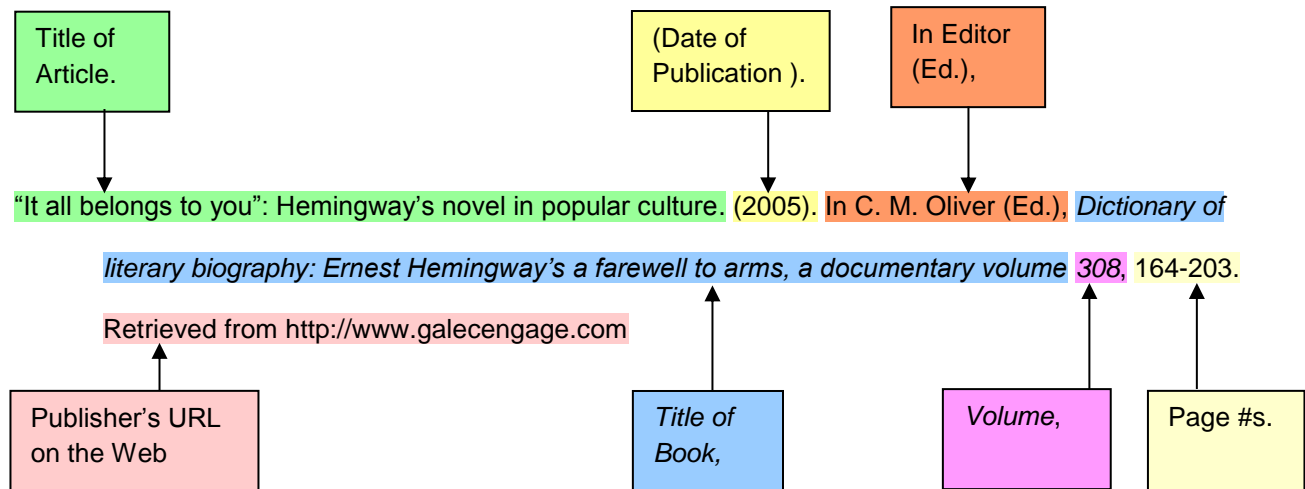 Title of
Article.
(Date of
Publication ).
In Editor
(Ed.),
“It all belongs to you”: Hemingway’s novel in popular culture. (2005). In C. M. Oliver (Ed.), Dictionary of
literary biography: Ernest Hemingway’s a farewell to arms, a documentary volume 308, 164-203.
Retrieved from http://www.galecengage.com
Publisher’s URL
on the Web
Title of
Book,
Volume,
Page #s.